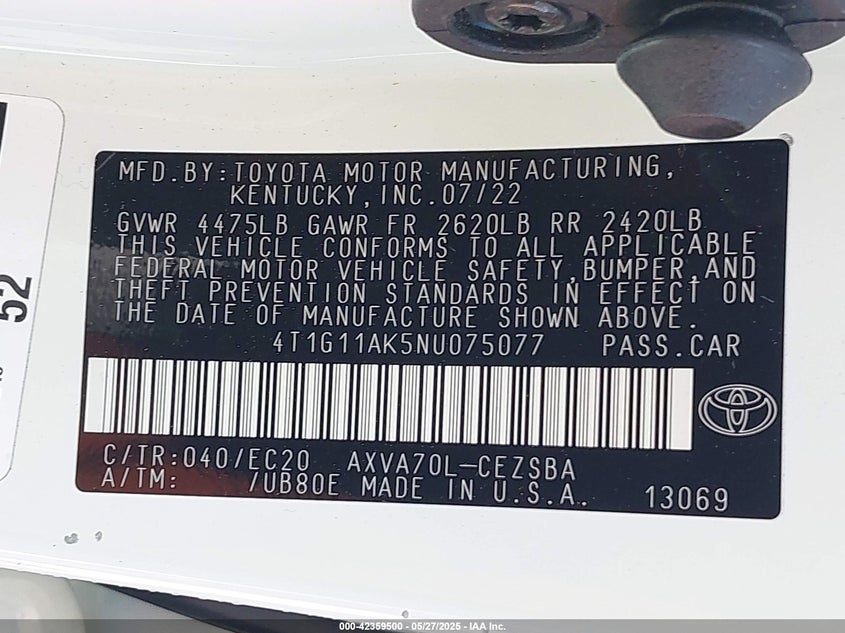 MFD.BY:TOYOTA MOTOR MANUFACTURING,
KENTUCKY,INC.07/22
GVWR 4475LB GAWR FR 2620LB RR 2420LB
THIS VEHICLE CONFORMS TO ALL APPLICABLE
FEDERAL MOTOR VEHICLE SAFETY,BUMPER,AND
THEFT PREVENTION STANDARDS IN EFFECT ON
THE DATE OF MANUFACTURE SHOWN ABOVE.
4T1G11AK5NU075077 PASS.CAR
C/TR:040/EC20 AXVA70L-CEZSBA
A/TM: /UB80E MADE IN U.S.A. 13069
52
000-42359500 - 05/27/2025 - IAA Inc.